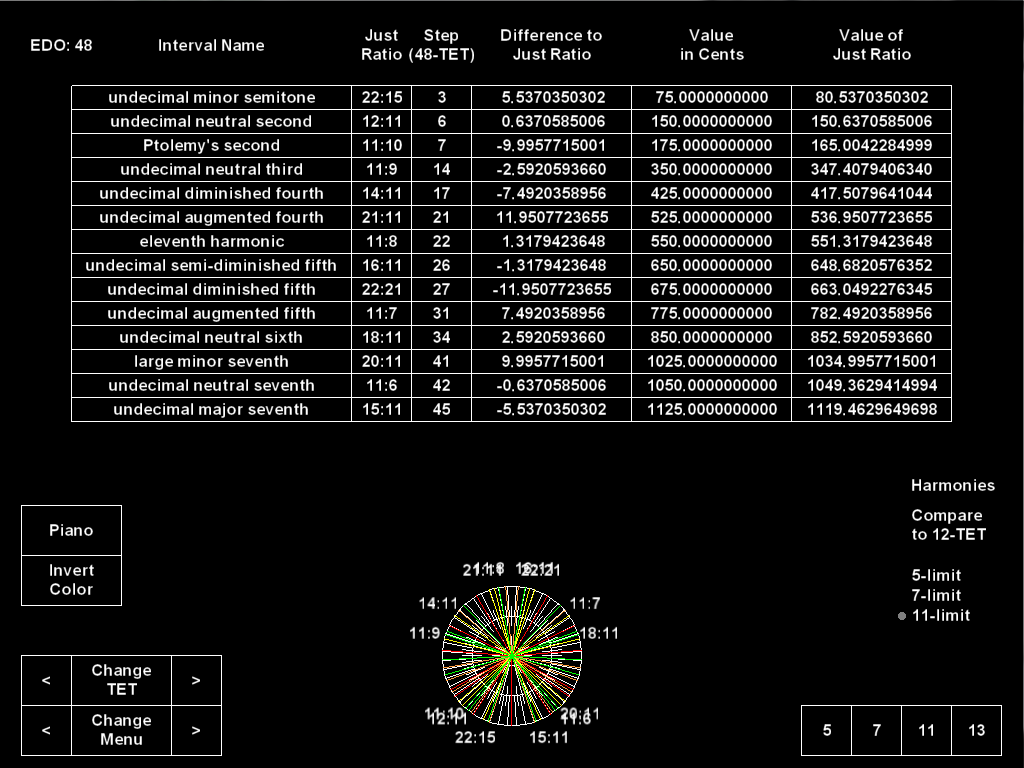 EDO: 48 Interval Name Just Ratio Step (48-TET) Difference to Just Ratio Value in Cents Value of Just Ratio
undecimal minor semitone 22:15 3 5.5370350302 75.0000000000 80.5370350302
undecimal neutral second 12:11 6 0.6370585006 150.0000000000 150.6370585006
Ptolemy's second 11:10 7 -9.9957715001 175.0000000000 165.0042284999
undecimal neutral third 11:9 14 -2.5920593660 350.0000000000 347.4079406340
undecimal diminished fourth 14:11 17 -7.4920358956 425.0000000000 417.5079641044
undecimal augmented fourth 21:11 21 11.9507723655 525.0000000000 536.9507723655
eleventh harmonic 11:8 22 1.3179423648 550.0000000000 551.3179423648
undecimal semi-diminished fifth 16:11 26 -1.3179423648 650.0000000000 648.6820576352
undecimal diminished fifth 22:21 27 -11.9507723655 675.0000000000 663.0492276345
undecimal augmented fifth 11:7 31 7.4920358956 775.0000000000 782.4920358956
undecimal neutral sixth 18:11 34 2.5920593660 850.0000000000 852.5920593660
large minor seventh 20:11 41 9.9957715001 1025.0000000000 1034.9957715001
undecimal neutral seventh 11:6 42 -0.6370585006 1050.0000000000 1049.3629414994
undecimal major seventh 15:11 45 -5.5370350302 1125.0000000000 1119.4629649698
Harmonies
Compare
to 12-TET
5-limit
7-limit
11-limit
Piano
Invert
Color
< Change TET >
< Change Menu >
21:11 11:8 16:11 22:21
14:11 11:7
11:9 18:11
11:10 20:11
12:11 11:6
22:15 15:11
5 7 11 13